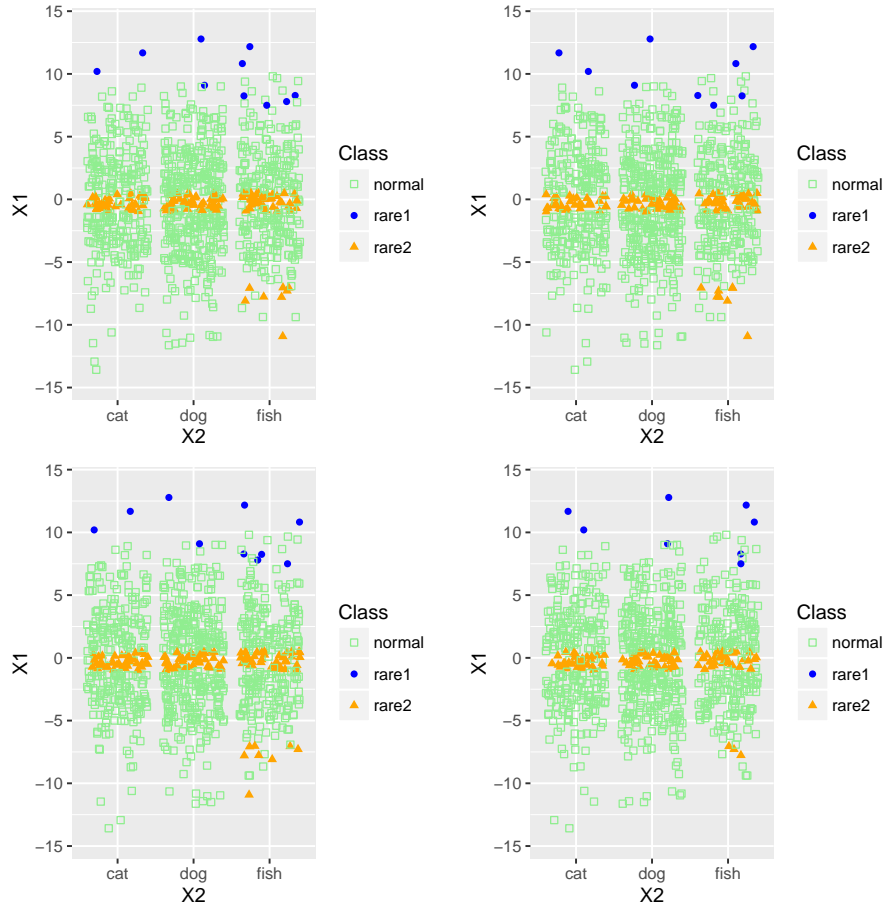 15
10
5
0
−5
−10
−15
X1
cat dog fish
X2
Class
normal
rare1
rare2
15
10
5
0
−5
−10
−15
X1
cat dog fish
X2
Class
normal
rare1
rare2
15
10
5
0
−5
−10
−15
X1
cat dog fish
X2
Class
normal
rare1
rare2
15
10
5
0
−5
−10
−15
X1
cat dog fish
X2
Class
normal
rare1
rare2